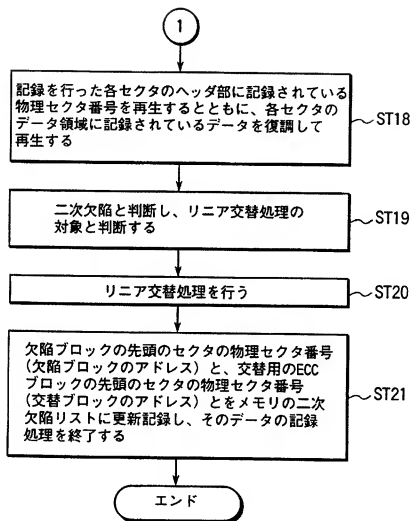 1
記録を行った各セクタのヘッダ部に記録されている
物理セクタ番号を再生するとともに、各セクタの
データ領域に記録されているデータを復調して
再生する
ST18
二次欠陥と判断し、リニア交替処理の
対象と判断する
ST19
リニア交替処理を行う
ST20
欠陥ブロックの先頭のセクタの物理セクタ番号
(欠陥ブロックのアドレス)と、交替用のECC
ブロックの先頭のセクタの物理セクタ番号
(交替ブロックのアドレス)とをメモリの二次
欠陥リストに更新記録し、そのデータの記録
処理を終了する
ST21
エンド